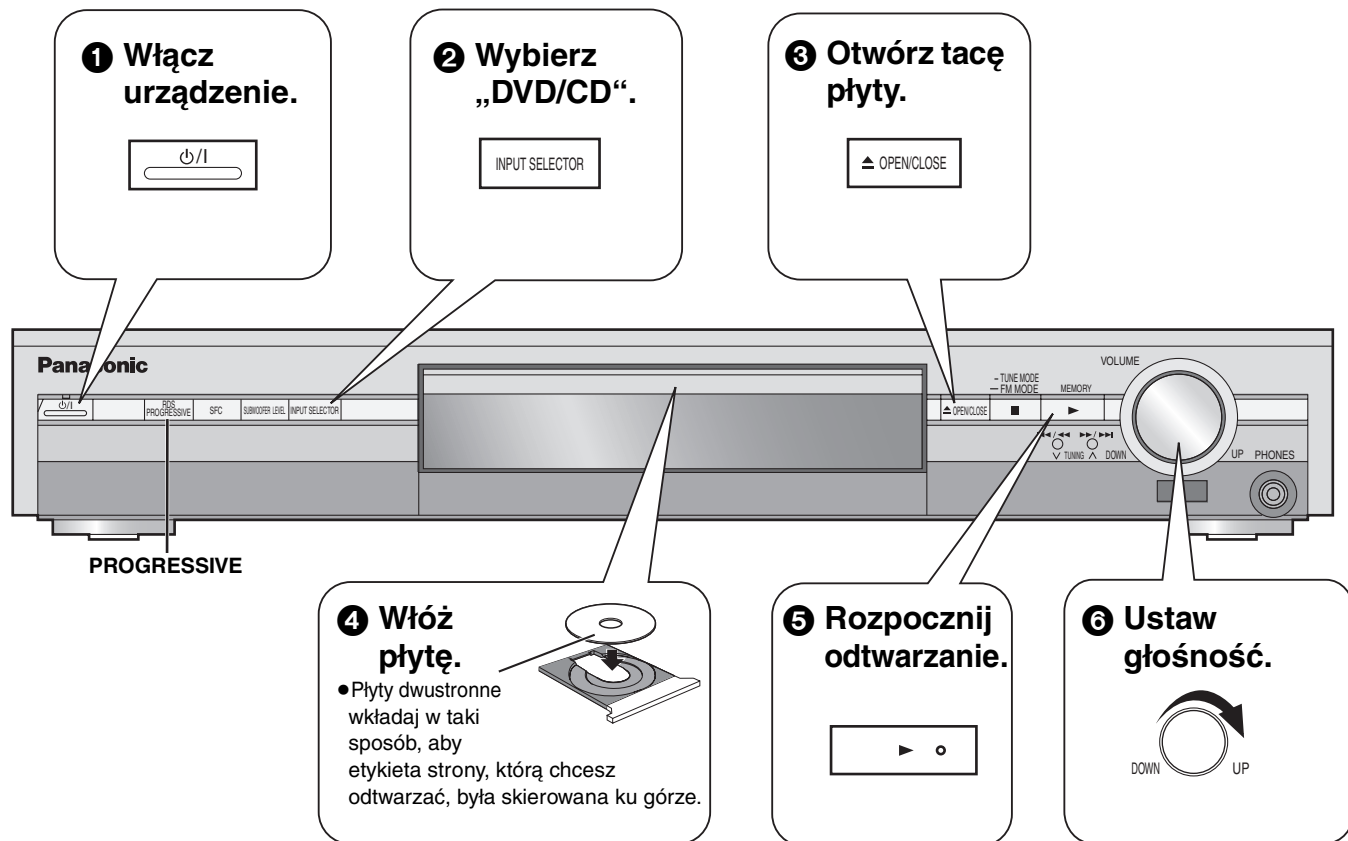 ❶ Włącz
urządzenie.
⏻/I
❷ Wybierz
„DVD/CD“.
INPUT SELECTOR
❸ Otwórz tacę
płyty.
⏏ OPEN/CLOSE
Panasonic
⏻/I
RDS
PROGRESSIVE
SFC
SUBWOOFER LEVEL
INPUT SELECTOR
⏏ OPEN/CLOSE
– TUNE MODE
— FM MODE
■
MEMORY
►
VOLUME
∨ TUNING ∧
DOWN
UP
PHONES
PROGRESSIVE
❹ Włóż
płytę.
●Płyty dwustronne
wkładaj w taki
sposób, aby
etykieta strony, którą chcesz
odtwarzać, była skierowana ku górze.
❺ Rozpocznij
odtwarzanie.
❻ Ustaw
głośność.
DOWN
UP